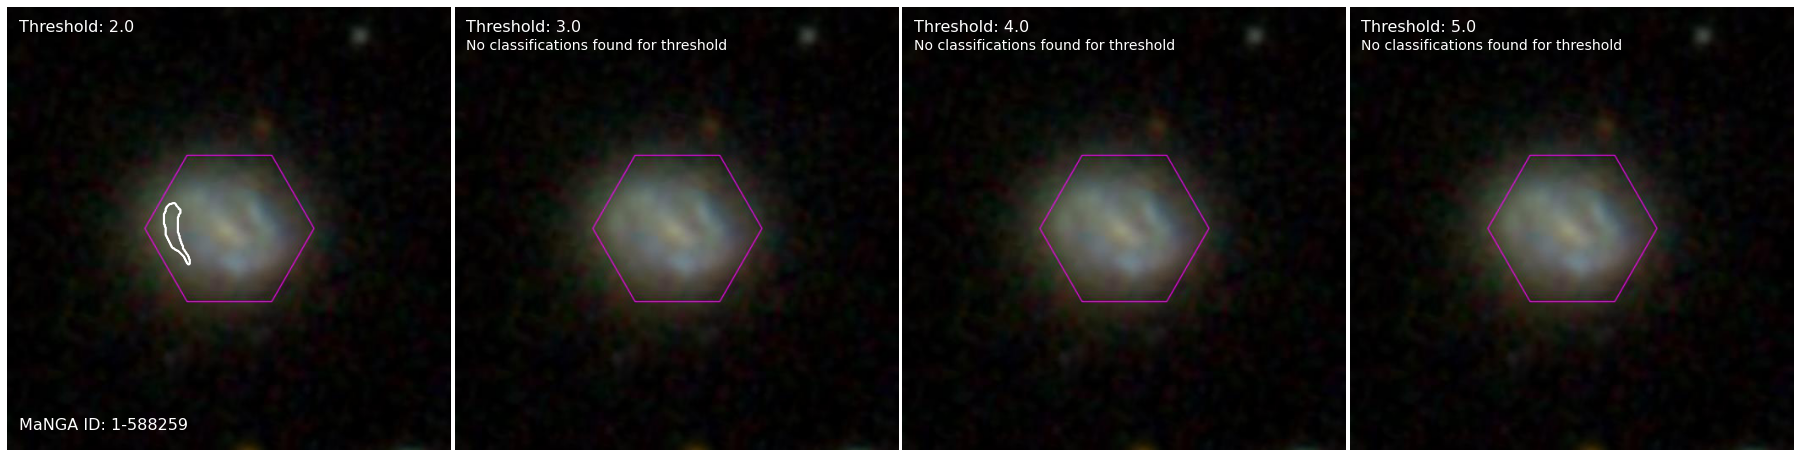 Threshold: 2.0
MaNGA ID: 1-588259
Threshold: 3.0
No classifications found for threshold
Threshold: 4.0
No classifications found for threshold
Threshold: 5.0
No classifications found for threshold